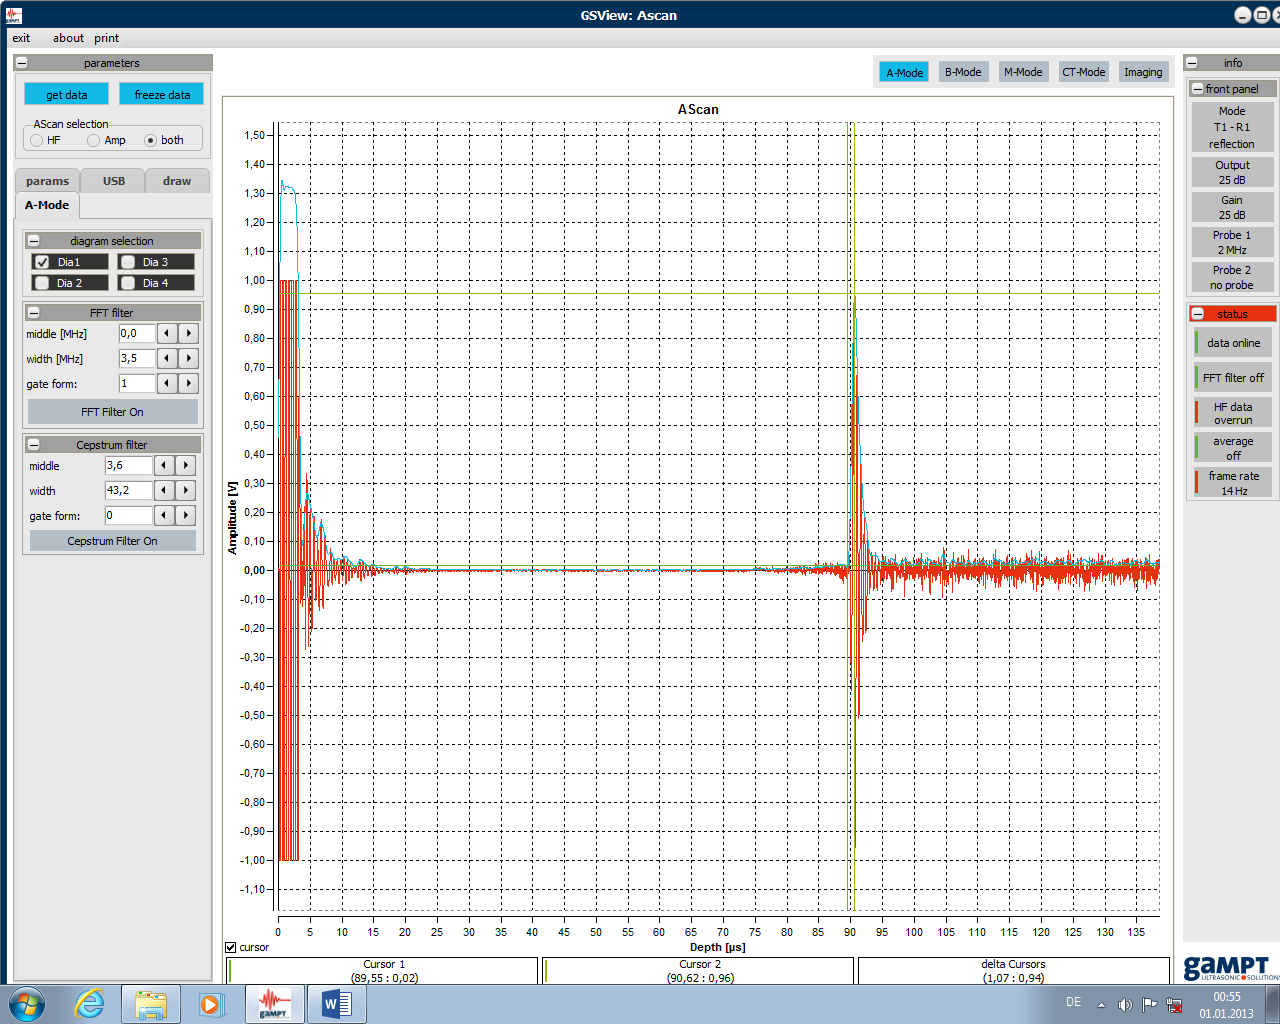 GSView: Ascan
exit about print
parameters
get data freeze data
AScan selection
HF Amp both
params USB draw
A-Mode
diagram selection
Dia1 Dia 3
Dia 2 Dia 4
FFT filter
middle [MHz] 0,0
width [MHz] 3,5
gate form: 1
FFT Filter On
Cepstrum filter
middle 3,6
width 43,2
gate form: 0
Cepstrum Filter On
A-Mode B-Mode M-Mode CT-Mode Imaging
AScan
1,50
1,40
1,30
1,20
1,10
1,00
0,90
0,80
0,70
0,60
0,50
0,40
0,30
0,20
0,10
0,00
-0,10
-0,20
-0,30
-0,40
-0,50
-0,60
-0,70
-0,80
-0,90
-1,00
-1,10
Amplitude [V]
0 5 10 15 20 25 30 35 40 45 50 55 60 65 70 75 80 85 90 95 100 105 110 115 120 125 130 135
Depth [µs]
cursor
Cursor 1
(89,55 : 0,02)
Cursor 2
(90,62 : 0,96)
delta Cursors
(1,07 : 0,94)
info
front panel
Mode
T1 - R1
reflection
Output
25 dB
Gain
25 dB
Probe 1
2 MHz
Probe 2
no probe
status
data online
FFT filter off
HF data
overrun
average
off
frame rate
14 Hz
gAMPT
ULTRASONIC SOLUTIONS
gAMPT
DE
00:55
01.01.2013